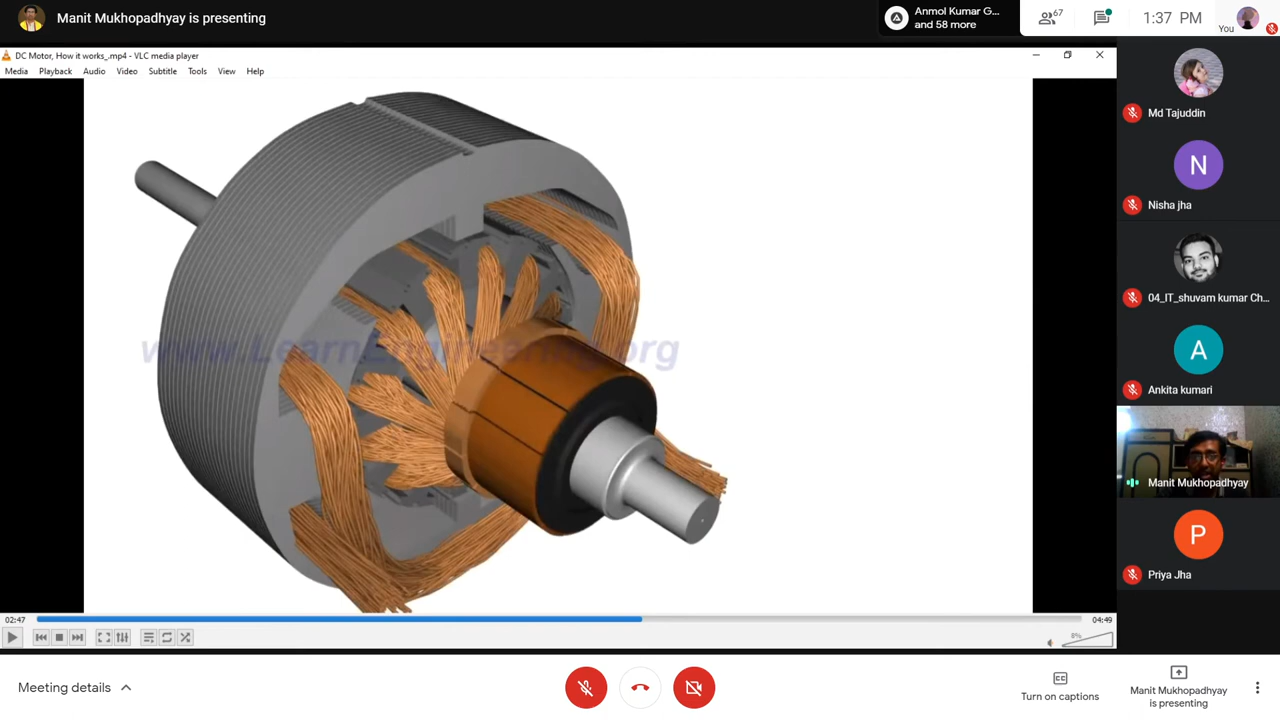 Manit Mukhopadhyay is presenting
Anmol Kumar G...
and 58 more
67
1:37 PM
You
DC Motor, How it works_.mp4 - VLC media player
Media Playback Audio Video Subtitle Tools View Help
www.LearnEngineering.org
Md Tajuddin
N
Nisha jha
04_IT_shuvam kumar Ch...
A
Ankita kumari
Manit Mukhopadhyay
P
Priya Jha
02:47
04:49
8%
Meeting details
Turn on captions
Manit Mukhopadhyay
is presenting